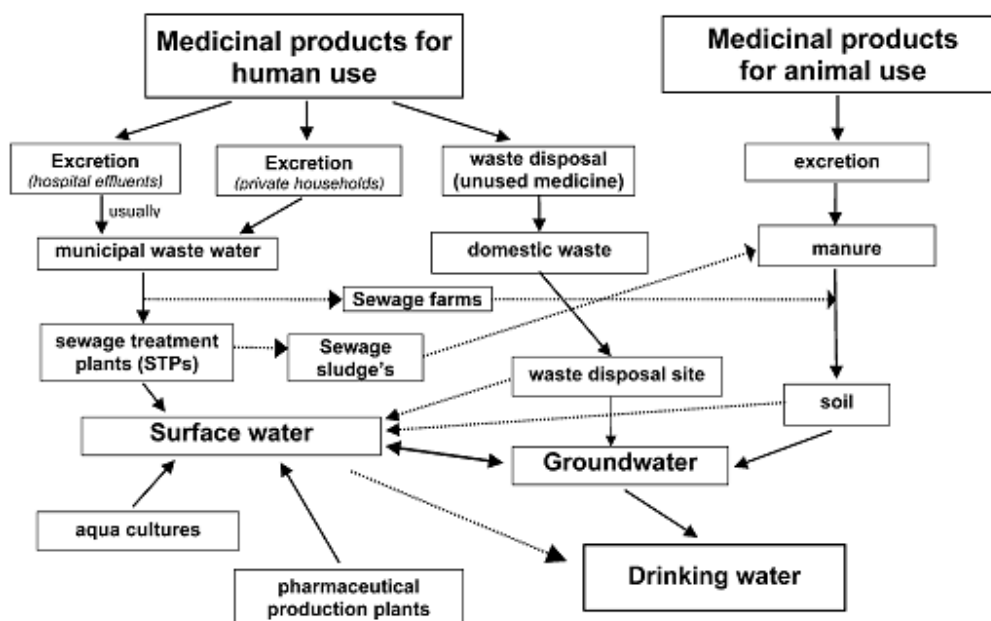 Medicinal products for
human use
Medicinal products
for animal use
Excretion
(hospital effluents)
Excretion
(private households)
waste disposal
(unused medicine)
excretion
usually
municipal waste water
domestic waste
manure
Sewage farms
sewage treatment
plants (STPs)
Sewage
sludge's
waste disposal site
soil
Surface water
Groundwater
aqua cultures
Drinking water
pharmaceutical
production plants